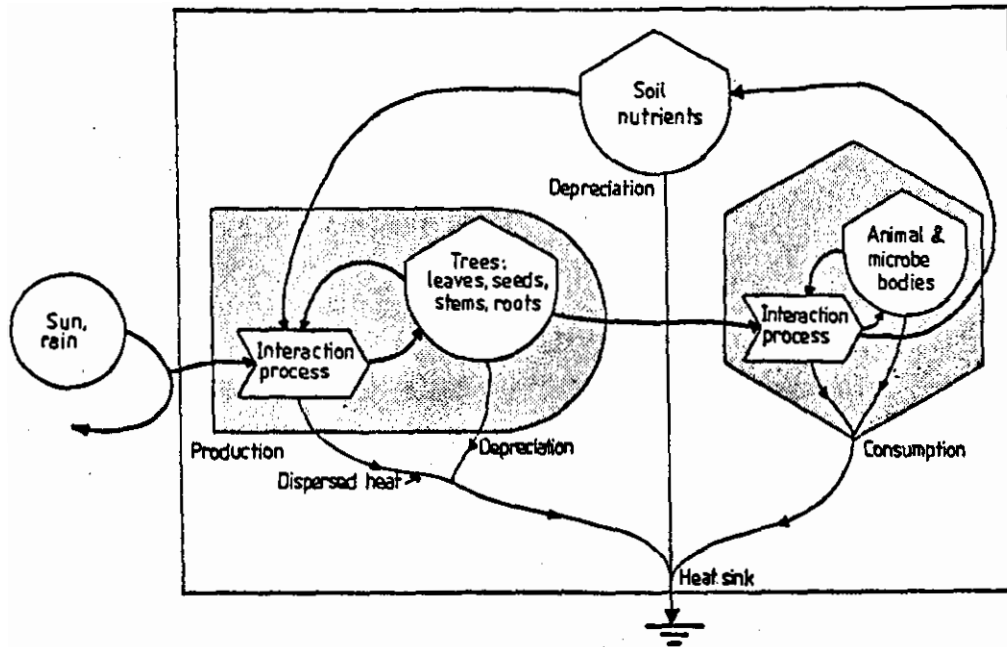 Soil
nutrients
Depreciation
Animal &
microbe
bodies
Trees:
leaves, seeds,
stems, roots
Sun,
rain
Interaction
process
Interaction
process
Production
Depreciation
Consumption
Dispersed heat
Heat sink